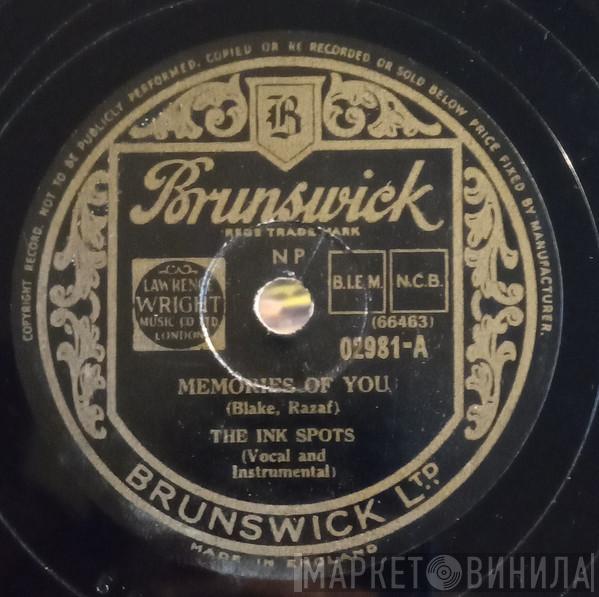 COPYRIGHT RECORD. NOT TO BE PUBLICLY PERFORMED, COPIED OR RE RECORDED OR SOLD BELOW PRICE FIXED BY MANUFACTURER.
B
Brunswick
REGD TRADE MARK
NP
LAWRENCE
WRIGHT
MUSIC CO LTD
LONDON
B.I.E.M.
N.C.B.
(66463)
02981-A
MEMORIES OF YOU
(Blake, Razaf)
THE INK SPOTS
(Vocal and
Instrumental)
BRUNSWICK LTD.
MADE IN ENGLAND
МАРКЕТ ВИНИЛА